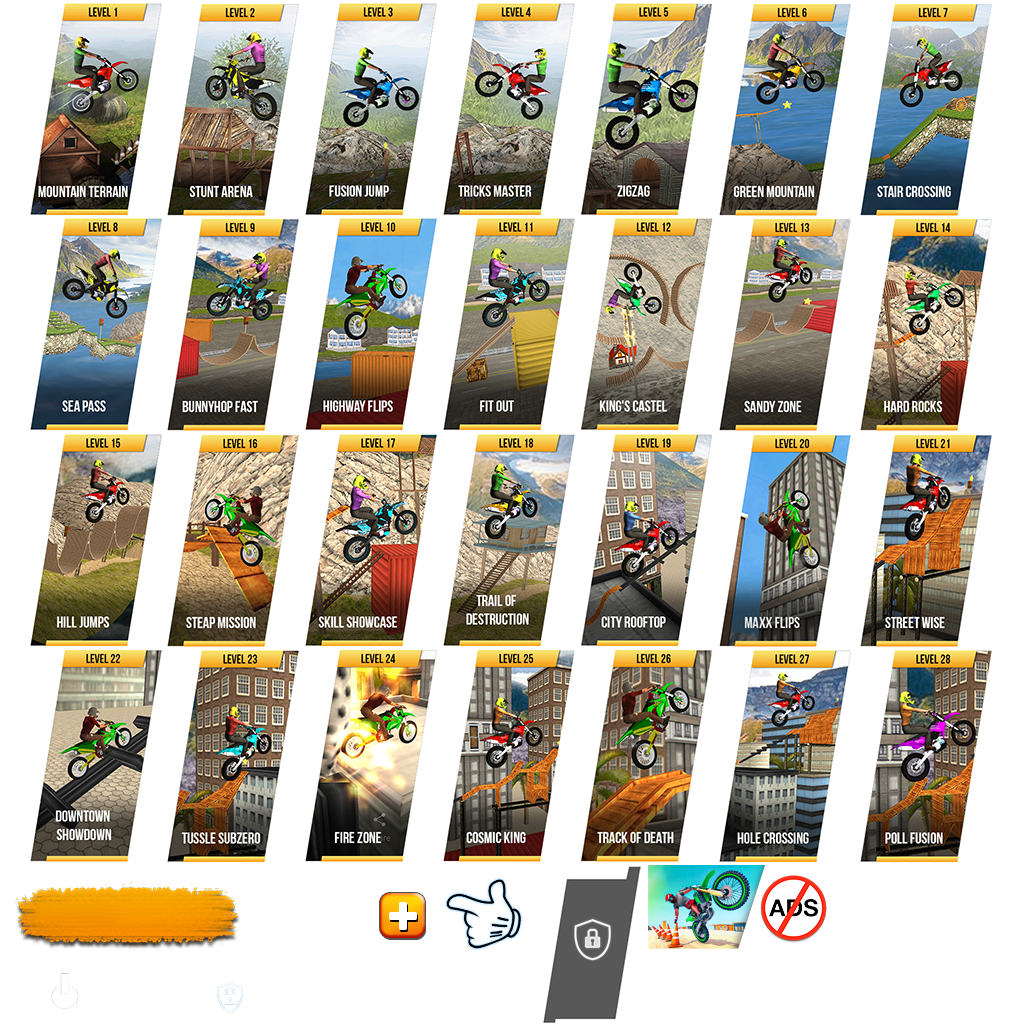 LEVEL 1
MOUNTAIN TERRAIN
LEVEL 2
STUNT ARENA
LEVEL 3
FUSION JUMP
LEVEL 4
TRICKS MASTER
LEVEL 5
ZIGZAG
LEVEL 6
GREEN MOUNTAIN
LEVEL 7
STAIR CROSSING
LEVEL 8
SEA PASS
LEVEL 9
BUNNYHOP FAST
LEVEL 10
HIGHWAY FLIPS
LEVEL 11
FIT OUT
LEVEL 12
KING'S CASTEL
LEVEL 13
SANDY ZONE
LEVEL 14
HARD ROCKS
LEVEL 15
HILL JUMPS
LEVEL 16
STEAP MISSION
LEVEL 17
SKILL SHOWCASE
LEVEL 18
TRAIL OF
DESTRUCTION
LEVEL 19
CITY ROOFTOP
LEVEL 20
MAXX FLIPS
LEVEL 21
STREET WISE
LEVEL 22
DOWNTOWN
SHOWDOWN
LEVEL 23
TUSSLE SUBZERO
LEVEL 24
FIRE ZONE
LEVEL 25
COSMIC KING
LEVEL 26
TRACK OF DEATH
LEVEL 27
HOLE CROSSING
LEVEL 28
POLL FUSION
ADS